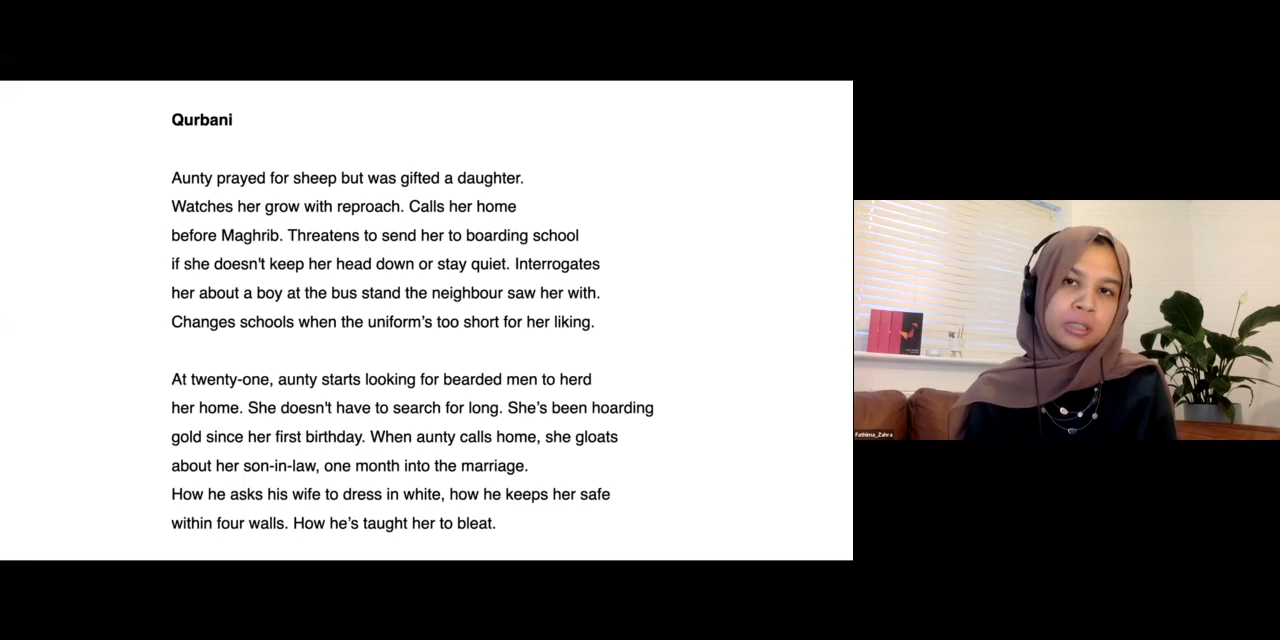 Qurbani
Aunty prayed for sheep but was gifted a daughter.
Watches her grow with reproach. Calls her home
before Maghrib. Threatens to send her to boarding school
if she doesn't keep her head down or stay quiet. Interrogates
her about a boy at the bus stand the neighbour saw her with.
Changes schools when the uniform’s too short for her liking.
At twenty-one, aunty starts looking for bearded men to herd
her home. She doesn't have to search for long. She’s been hoarding
gold since her first birthday. When aunty calls home, she gloats
about her son-in-law, one month into the marriage.
How he asks his wife to dress in white, how he keeps her safe
within four walls. How he’s taught her to bleat.
Fathima_Zahra